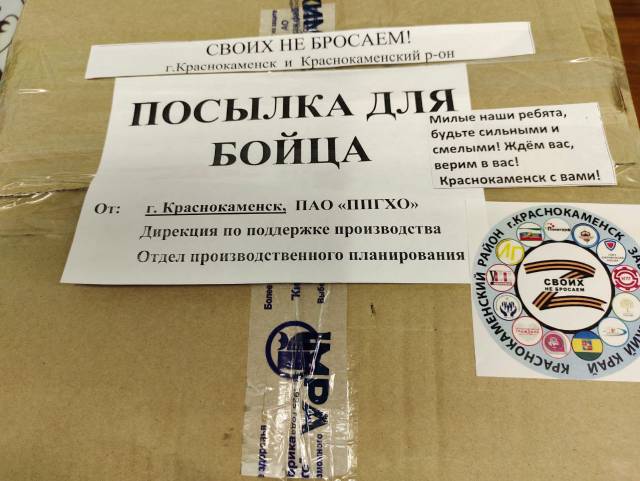 СВОИХ НЕ БРОСАЕМ!
г.Краснокаменск и Краснокаменский р-он
ПОСЫЛКА ДЛЯ
БОЙЦА
От: г. Краснокаменск, ПАО «ППГХО»
Дирекция по поддержке производства
Отдел производственного планирования
Милые наши ребята,
будьте сильными и
смелыми! Ждём вас,
верим в вас!
Краснокаменск с вами!
КРАСНОКАМЕНСКИЙ РАЙОН г.КРАСНОКАМЕНСК
КРАЙ
СВОИХ
НЕ БРОСАЕМ